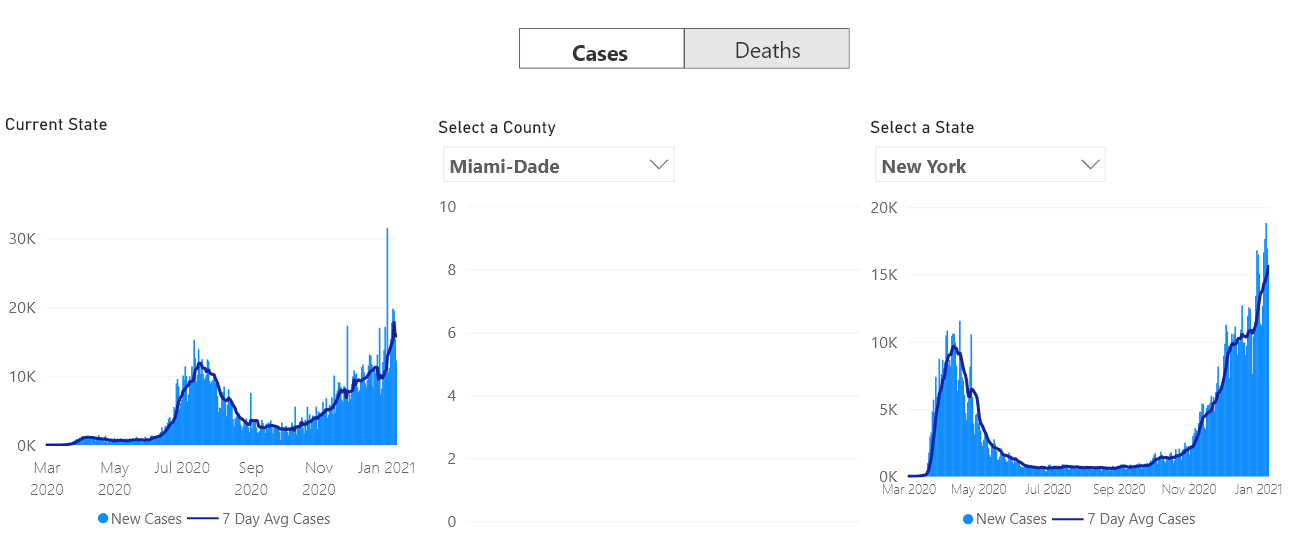 Cases
Deaths
Current State
30K
20K
10K
0K
Mar 2020
May 2020
Jul 2020
Sep 2020
Nov 2020
Jan 2021
New Cases
7 Day Avg Cases
Select a County
Miami-Dade
10
8
6
4
2
0
Select a State
New York
20K
15K
10K
5K
0K
Mar 2020
May 2020
Jul 2020
Sep 2020
Nov 2020
Jan 2021
New Cases
7 Day Avg Cases